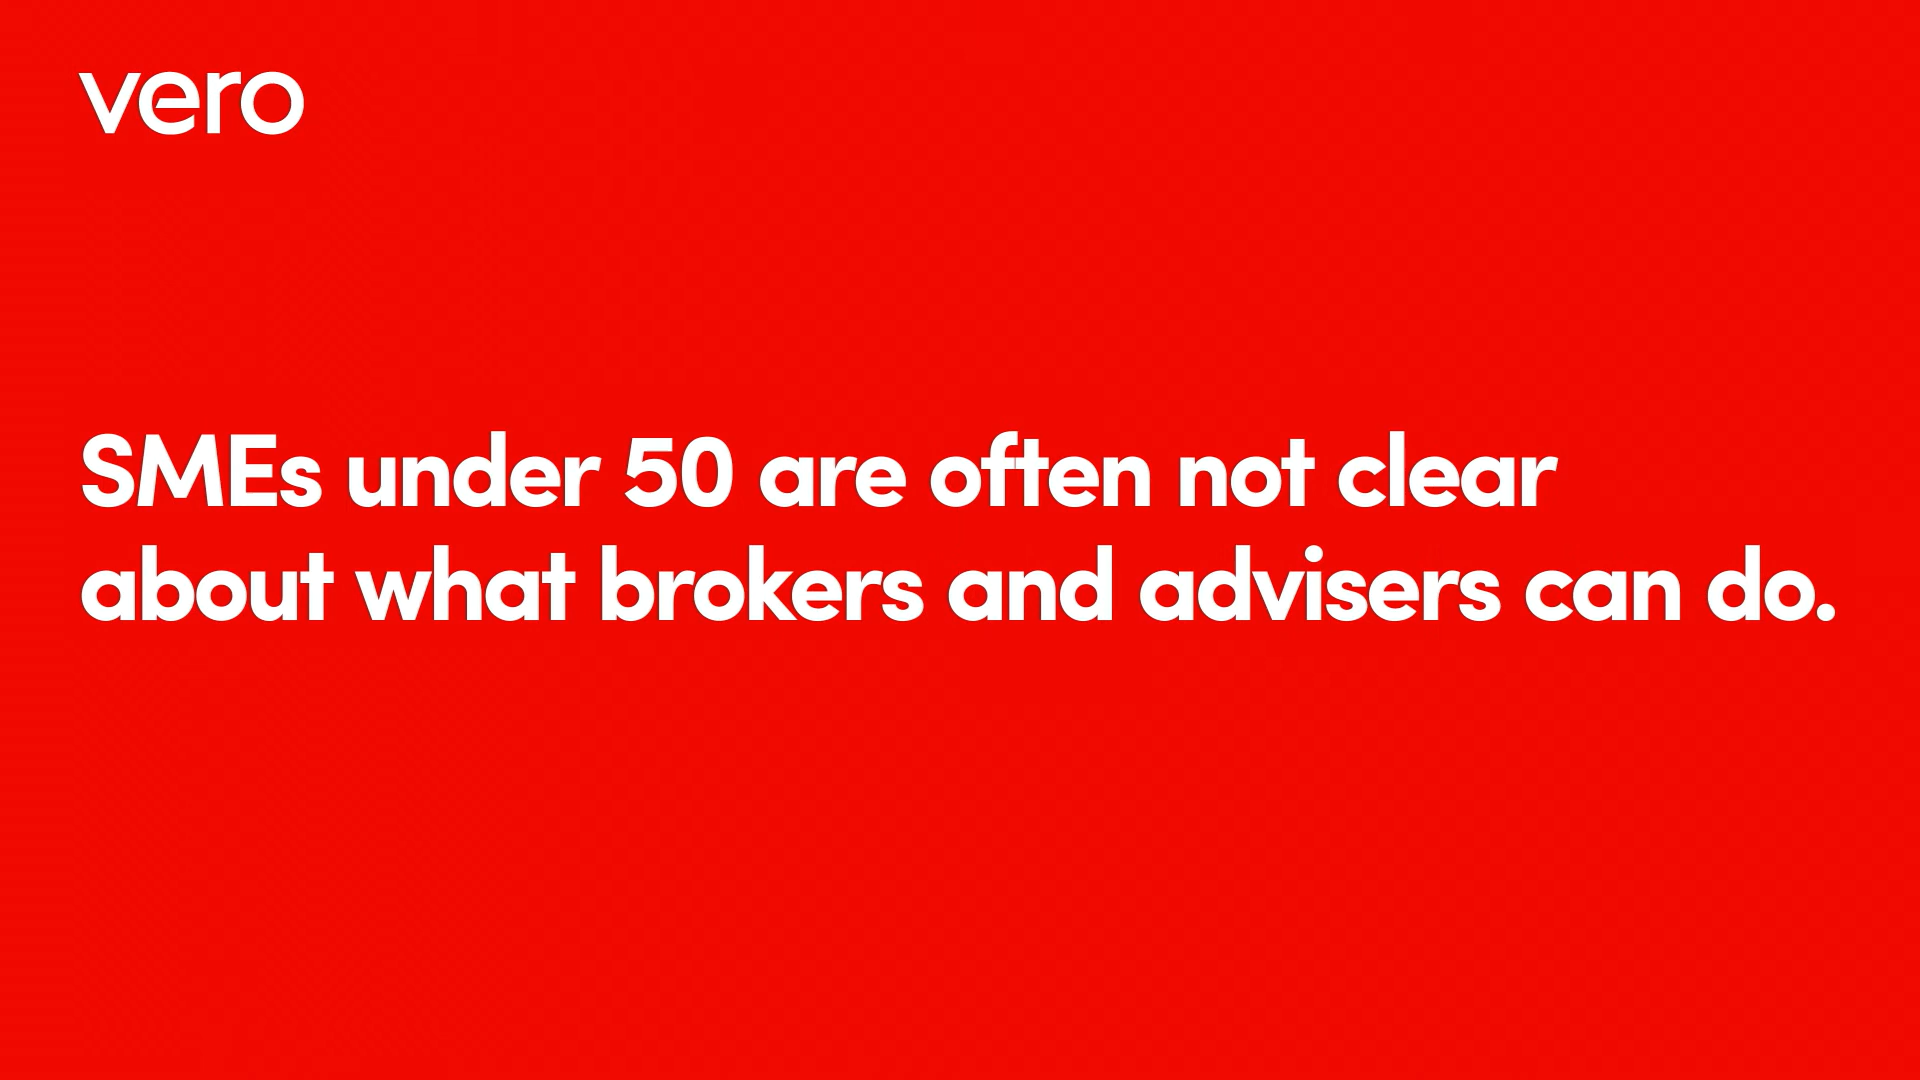 vero
SMEs under 50 are often not clear
about what brokers and advisers can do.